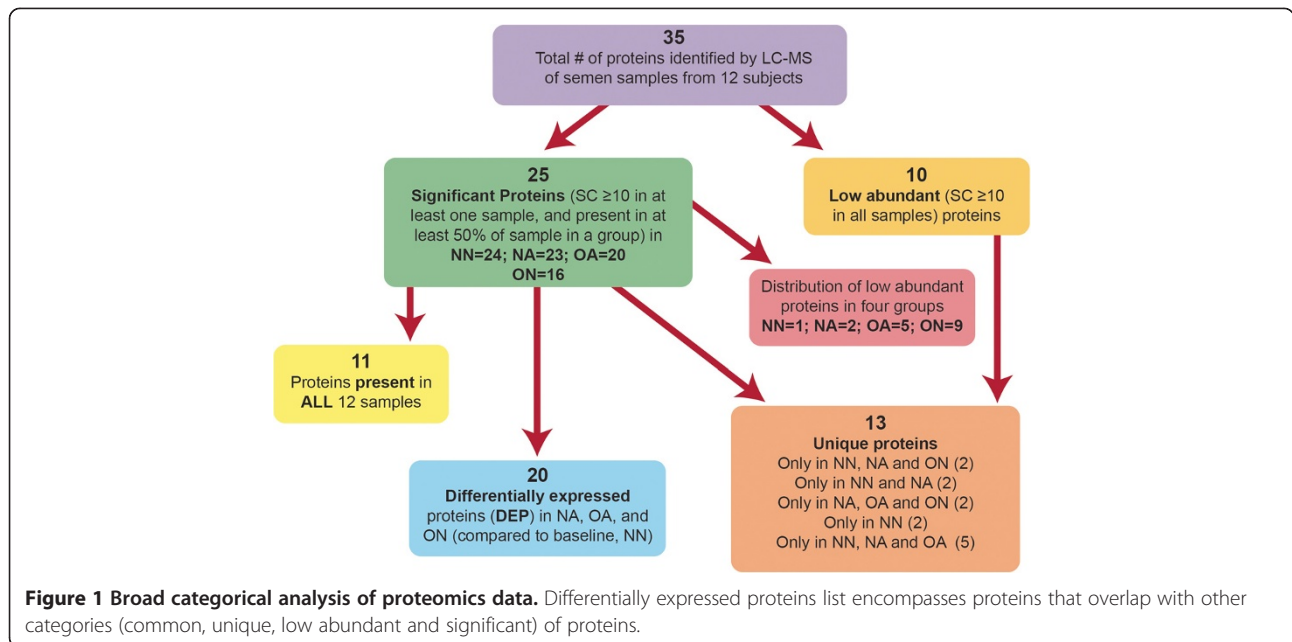 35
Total # of proteins identified by LC-MS
of semen samples from 12 subjects
25
Significant Proteins (SC ≥10 in at
least one sample, and present in at
least 50% of sample in a group) in
NN=24; NA=23; OA=20
ON=16
10
Low abundant (SC ≥10
in all samples) proteins
Distribution of low abundant
proteins in four groups
NN=1; NA=2; OA=5; ON=9
11
Proteins present in
ALL 12 samples
20
Differentially expressed
proteins (DEP) in NA, OA, and
ON (compared to baseline, NN)
13
Unique proteins
Only in NN, NA and ON (2)
Only in NN and NA (2)
Only in NA, OA and ON (2)
Only in NN (2)
Only in NN, NA and OA (5)
Figure 1 Broad categorical analysis of proteomics data. Differentially expressed proteins list encompasses proteins that overlap with other
categories (common, unique, low abundant and significant) of proteins.